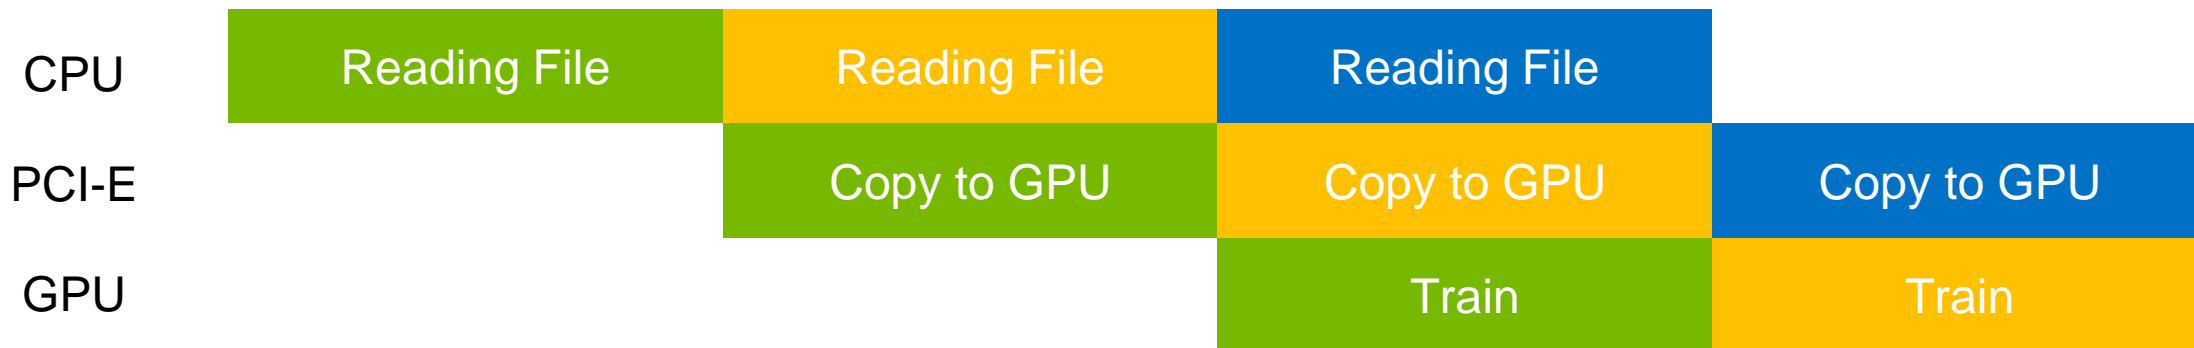 CPU Reading File Reading File Reading File
PCI-E Copy to GPU Copy to GPU Copy to GPU
GPU Train Train